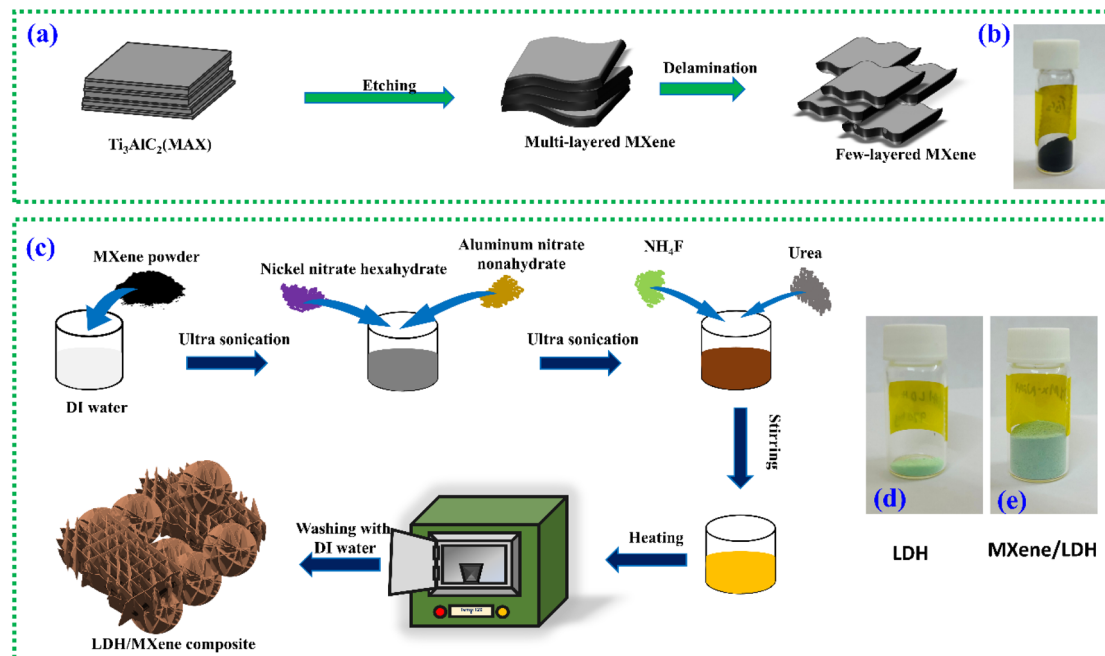 (a)
(b)
Etching
Delamination
Ti₃AlC₂(MAX)
Multi-layered MXene
Few-layered MXene
(c)
MXene powder
Nickel nitrate hexahydrate
Aluminum nitrate
nonahydrate
NH₄F
Urea
Ultra sonication
Ultra sonication
DI water
Stirring
Heating
Washing with
DI water
LDH/MXene composite
(d)
LDH
(e)
MXene/LDH